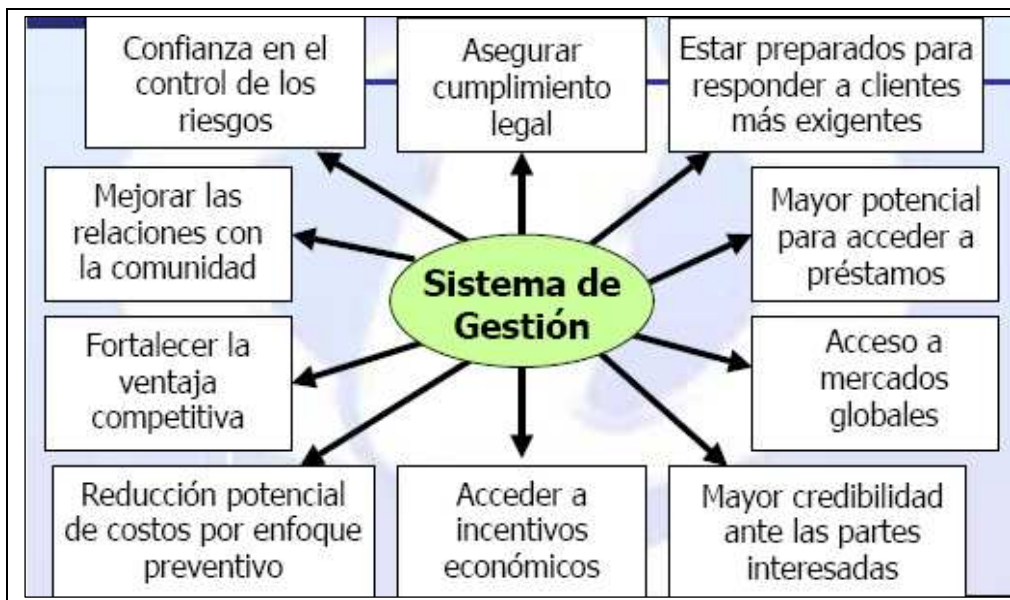 Confianza en el
control de los
riesgos
Asegurar
cumplimiento
legal
Estar preparados para
responder a clientes
más exigentes
Mejorar las
relaciones con
la comunidad
Mayor potencial
para acceder a
préstamos
Sistema de
Gestión
Fortalecer la
ventaja
competitiva
Acceso a
mercados
globales
Reducción potencial
de costos por enfoque
preventivo
Acceder a
incentivos
económicos
Mayor credibilidad
ante las partes
interesadas